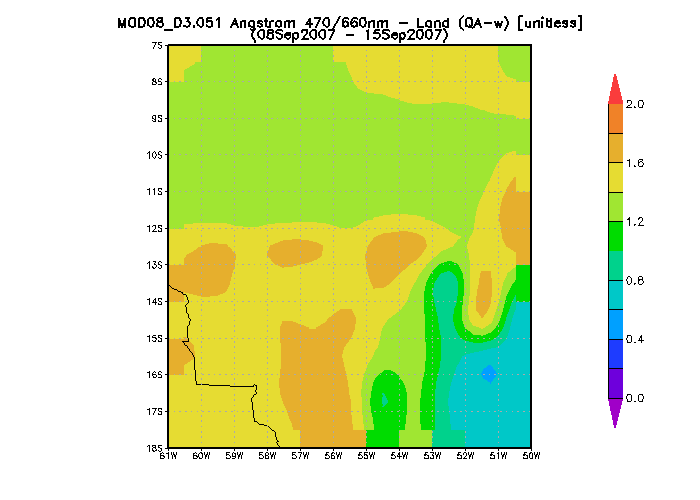 MOD08_D3.051 Angstrom 470/660nm - Land (QA-w) [unitless]
(08Sep2007 - 15Sep2007)
7S
8S
9S
10S
11S
12S
13S
14S
15S
16S
17S
18S
61W 60W 59W 58W 57W 56W 55W 54W 53W 52W 51W 50W
2.0
1.6
1.2
0.8
0.4
0.0